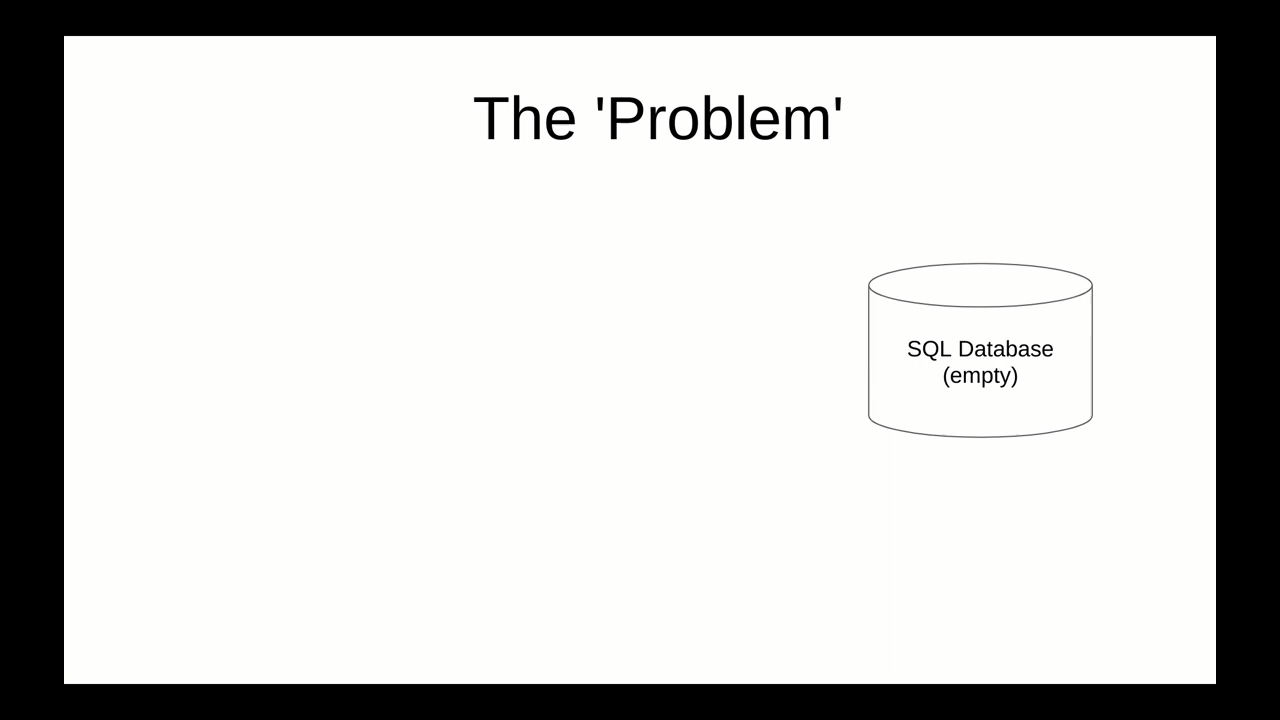 The 'Problem'
SQL Database
(empty)